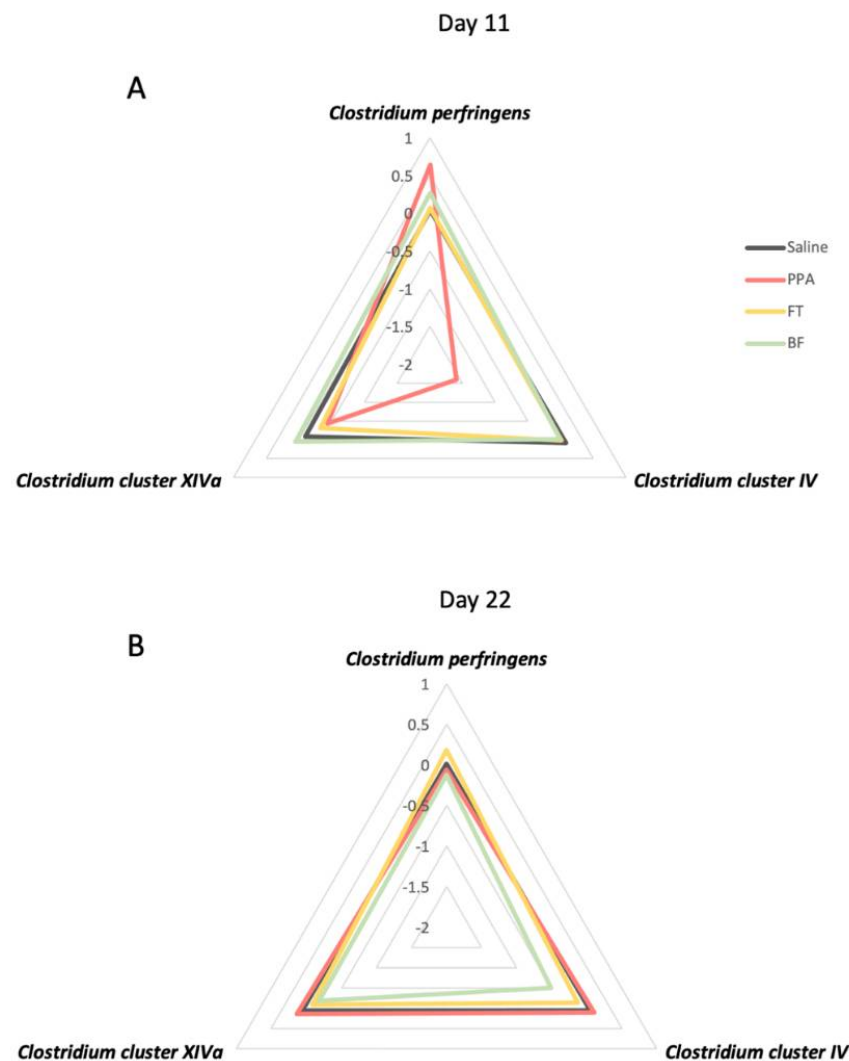 Day 11
A
Clostridium perfringens
1
0.5
0
-0.5
-1
-1.5
-2
Saline
PPA
FT
BF
Clostridium cluster XIVa
Clostridium cluster IV
Day 22
B
Clostridium perfringens
1
0.5
0
-0.5
-1
-1.5
-2
Clostridium cluster XIVa
Clostridium cluster IV